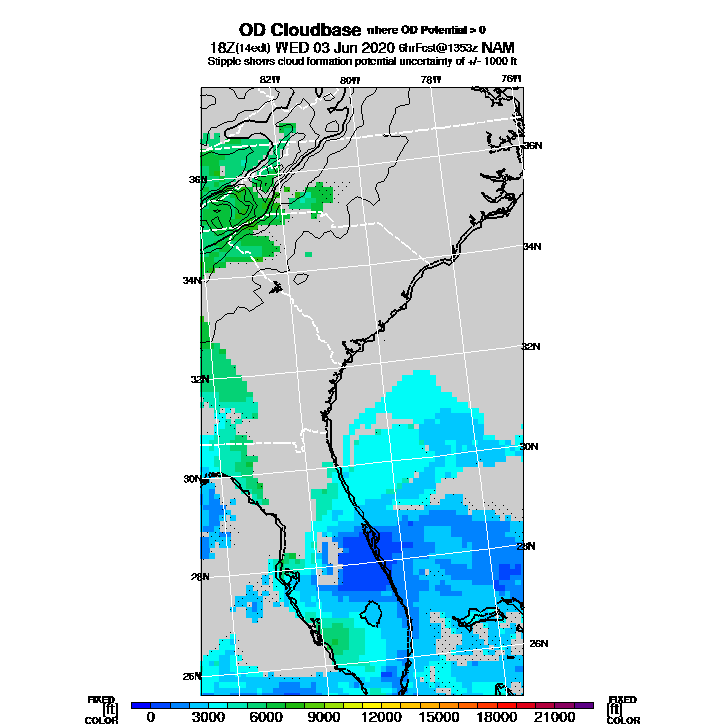 OD Cloudbase where OD Potential > 0
18Z(14edt) WED 03 Jun 2020 6hrFcst@1353z NAM
Stipple shows cloud formation potential uncertainty of +/- 1000 ft
82W 80W 78W 76W
36N
36N
34N
34N
32N
32N
30N
30N
28N
28N
26N
26N
FIXED FIXED
[ft] [ft]
COLOR COLOR
0 3000 6000 9000 12000 15000 18000 21000